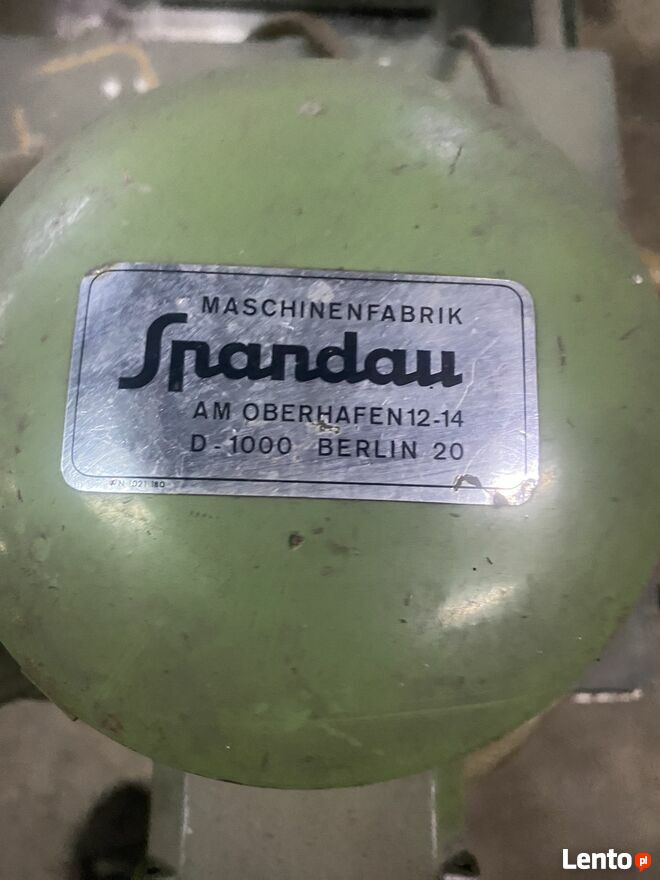 MASCHINENFABRIK
Spandau
AM OBERHAFEN 12-14
D-1000 BERLIN 20
Lento pl